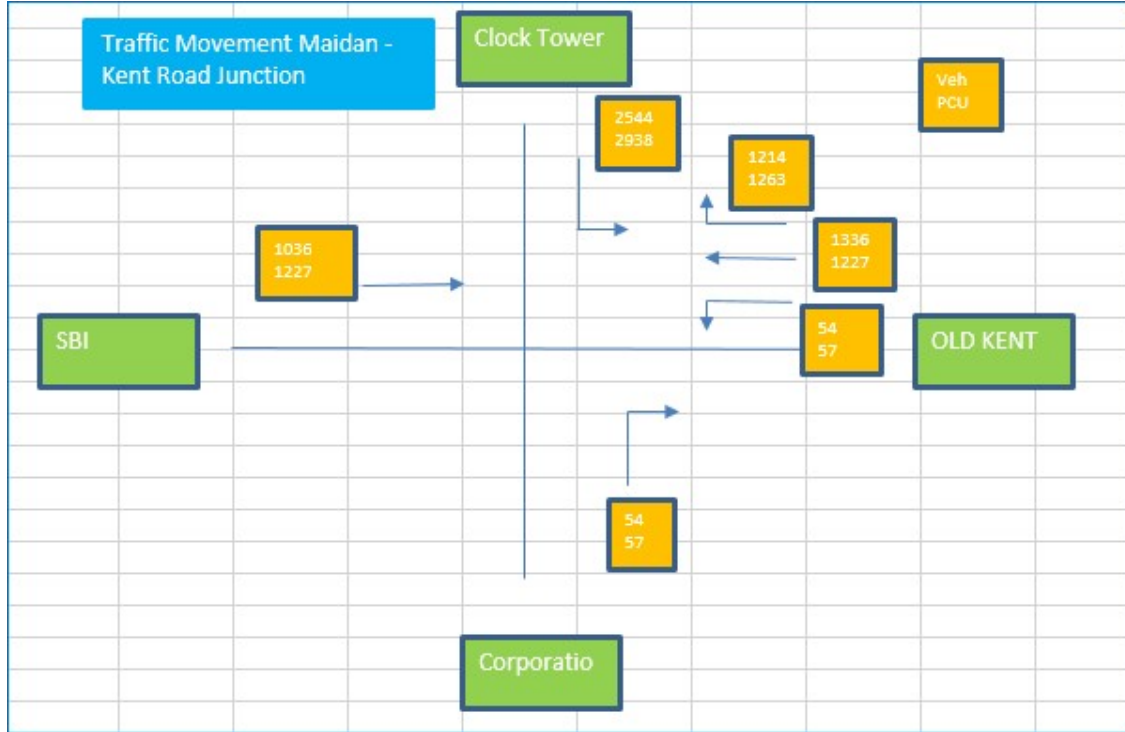 Traffic Movement Maidan -
Kent Road Junction
Clock Tower
Veh
PCU
2544
2938
1214
1263
1036
1227
1336
1227
SBI
54
57
OLD KENT
54
57
Corporatio